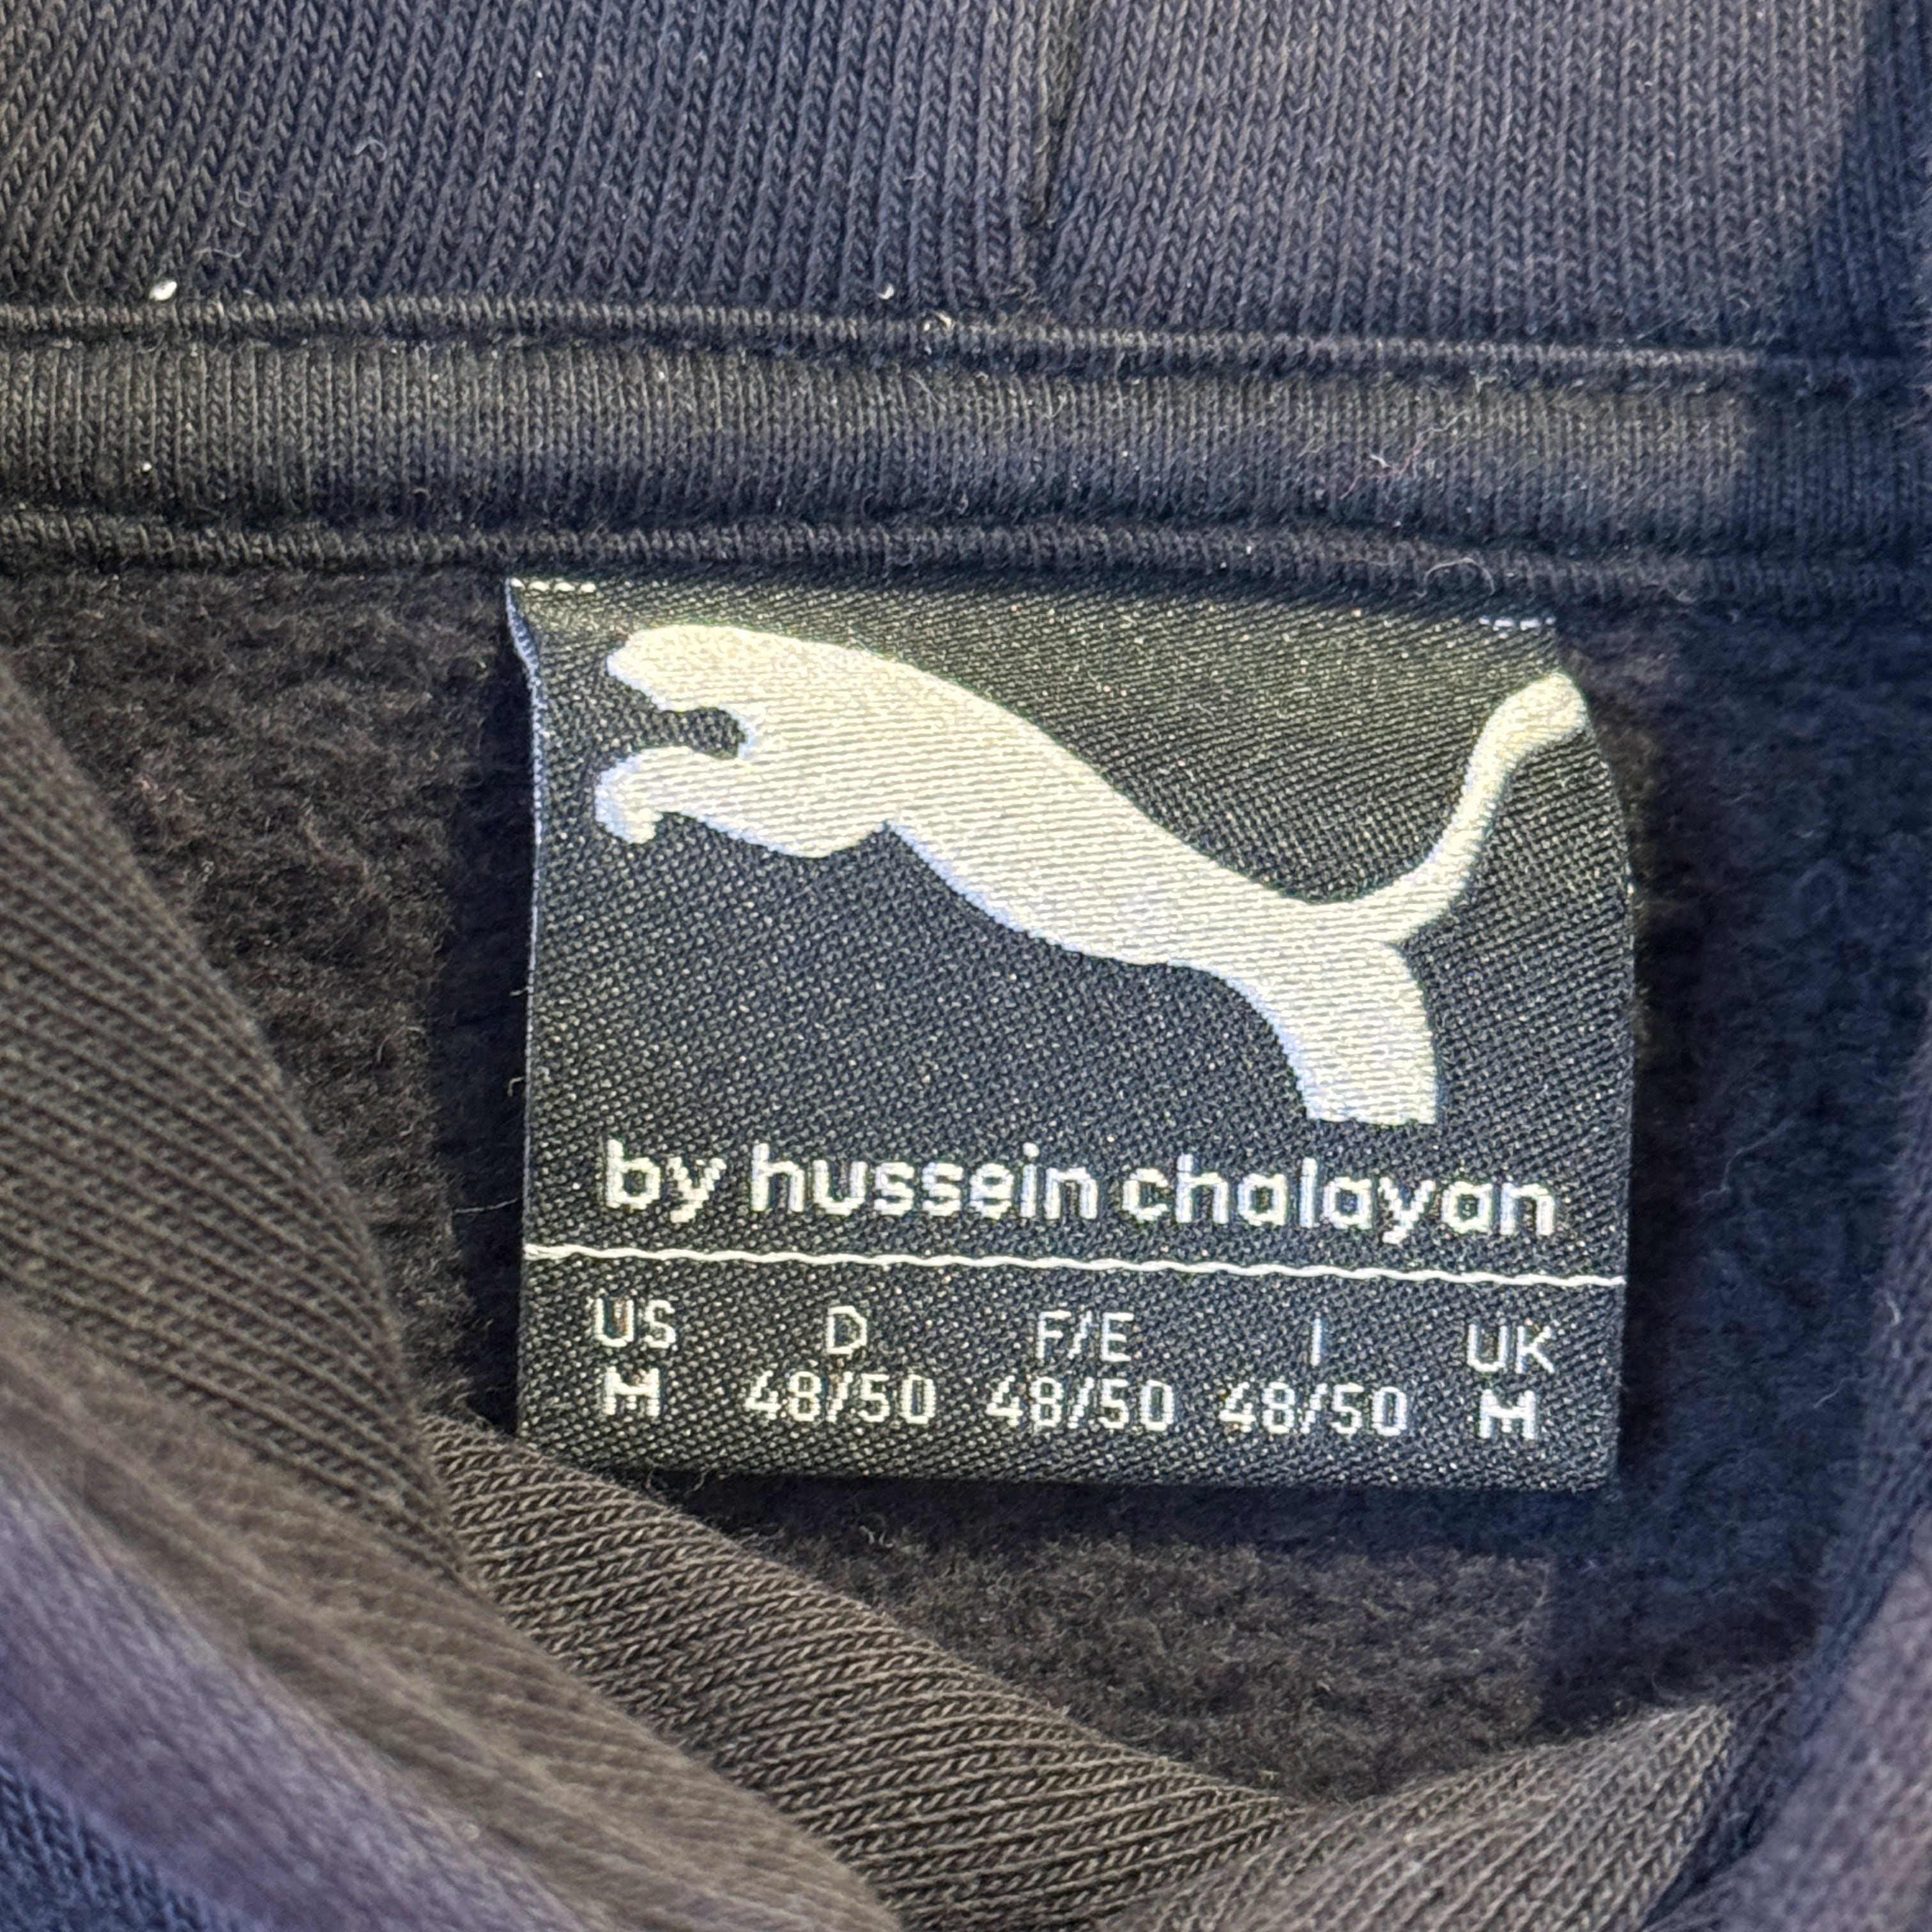 by hussein chalayan
US D F/E I UK
M 48/50 48/50 48/50 M